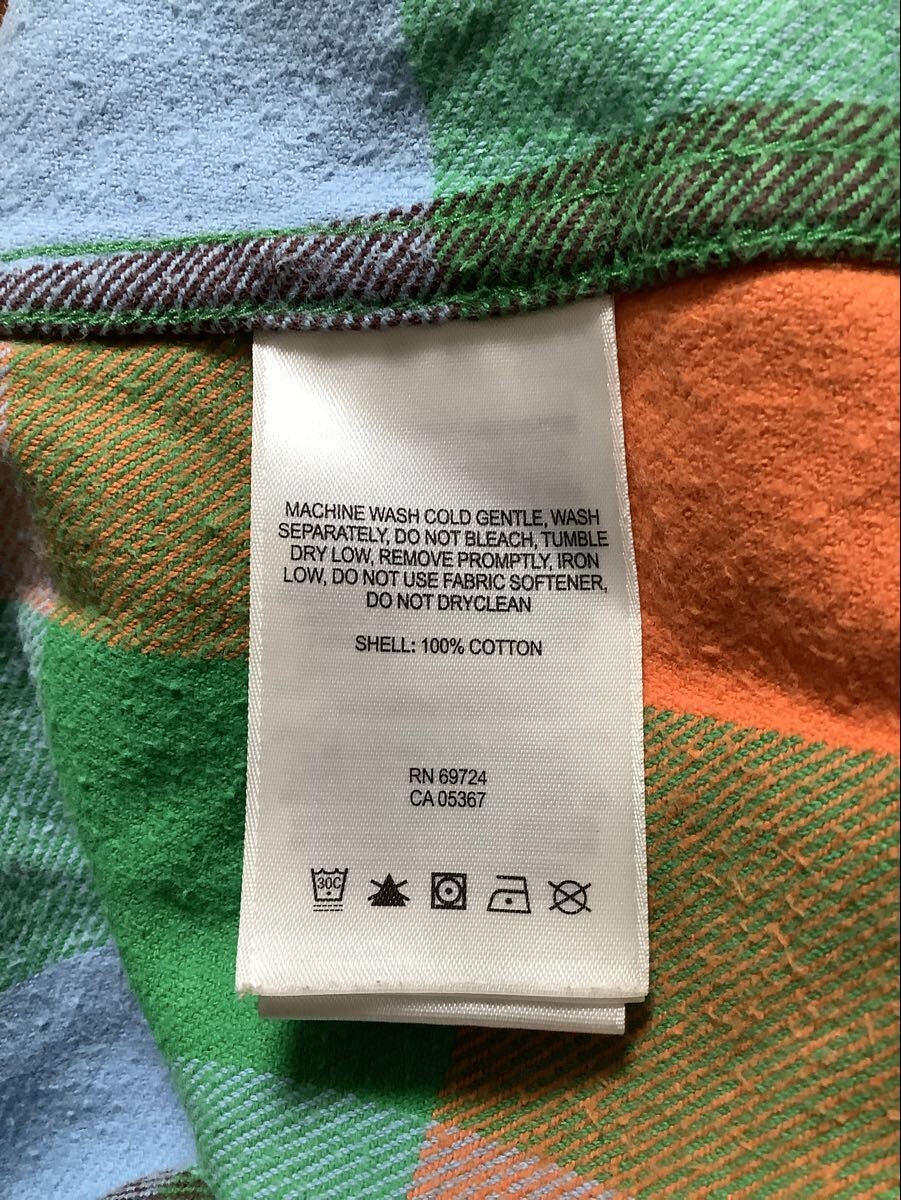 MACHINE WASH COLD GENTLE, WASH
SEPARATELY, DO NOT BLEACH, TUMBLE
DRY LOW, REMOVE PROMPTLY, IRON
LOW, DO NOT USE FABRIC SOFTENER,
DO NOT DRYCLEAN
SHELL: 100% COTTON
RN 69724
CA 05367
30C